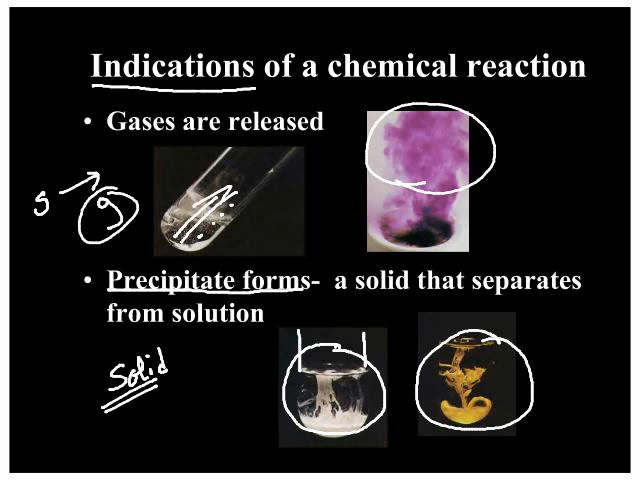 Indications of a chemical reaction
• Gases are released
s → g
• Precipitate forms- a solid that separates
from solution
Solid